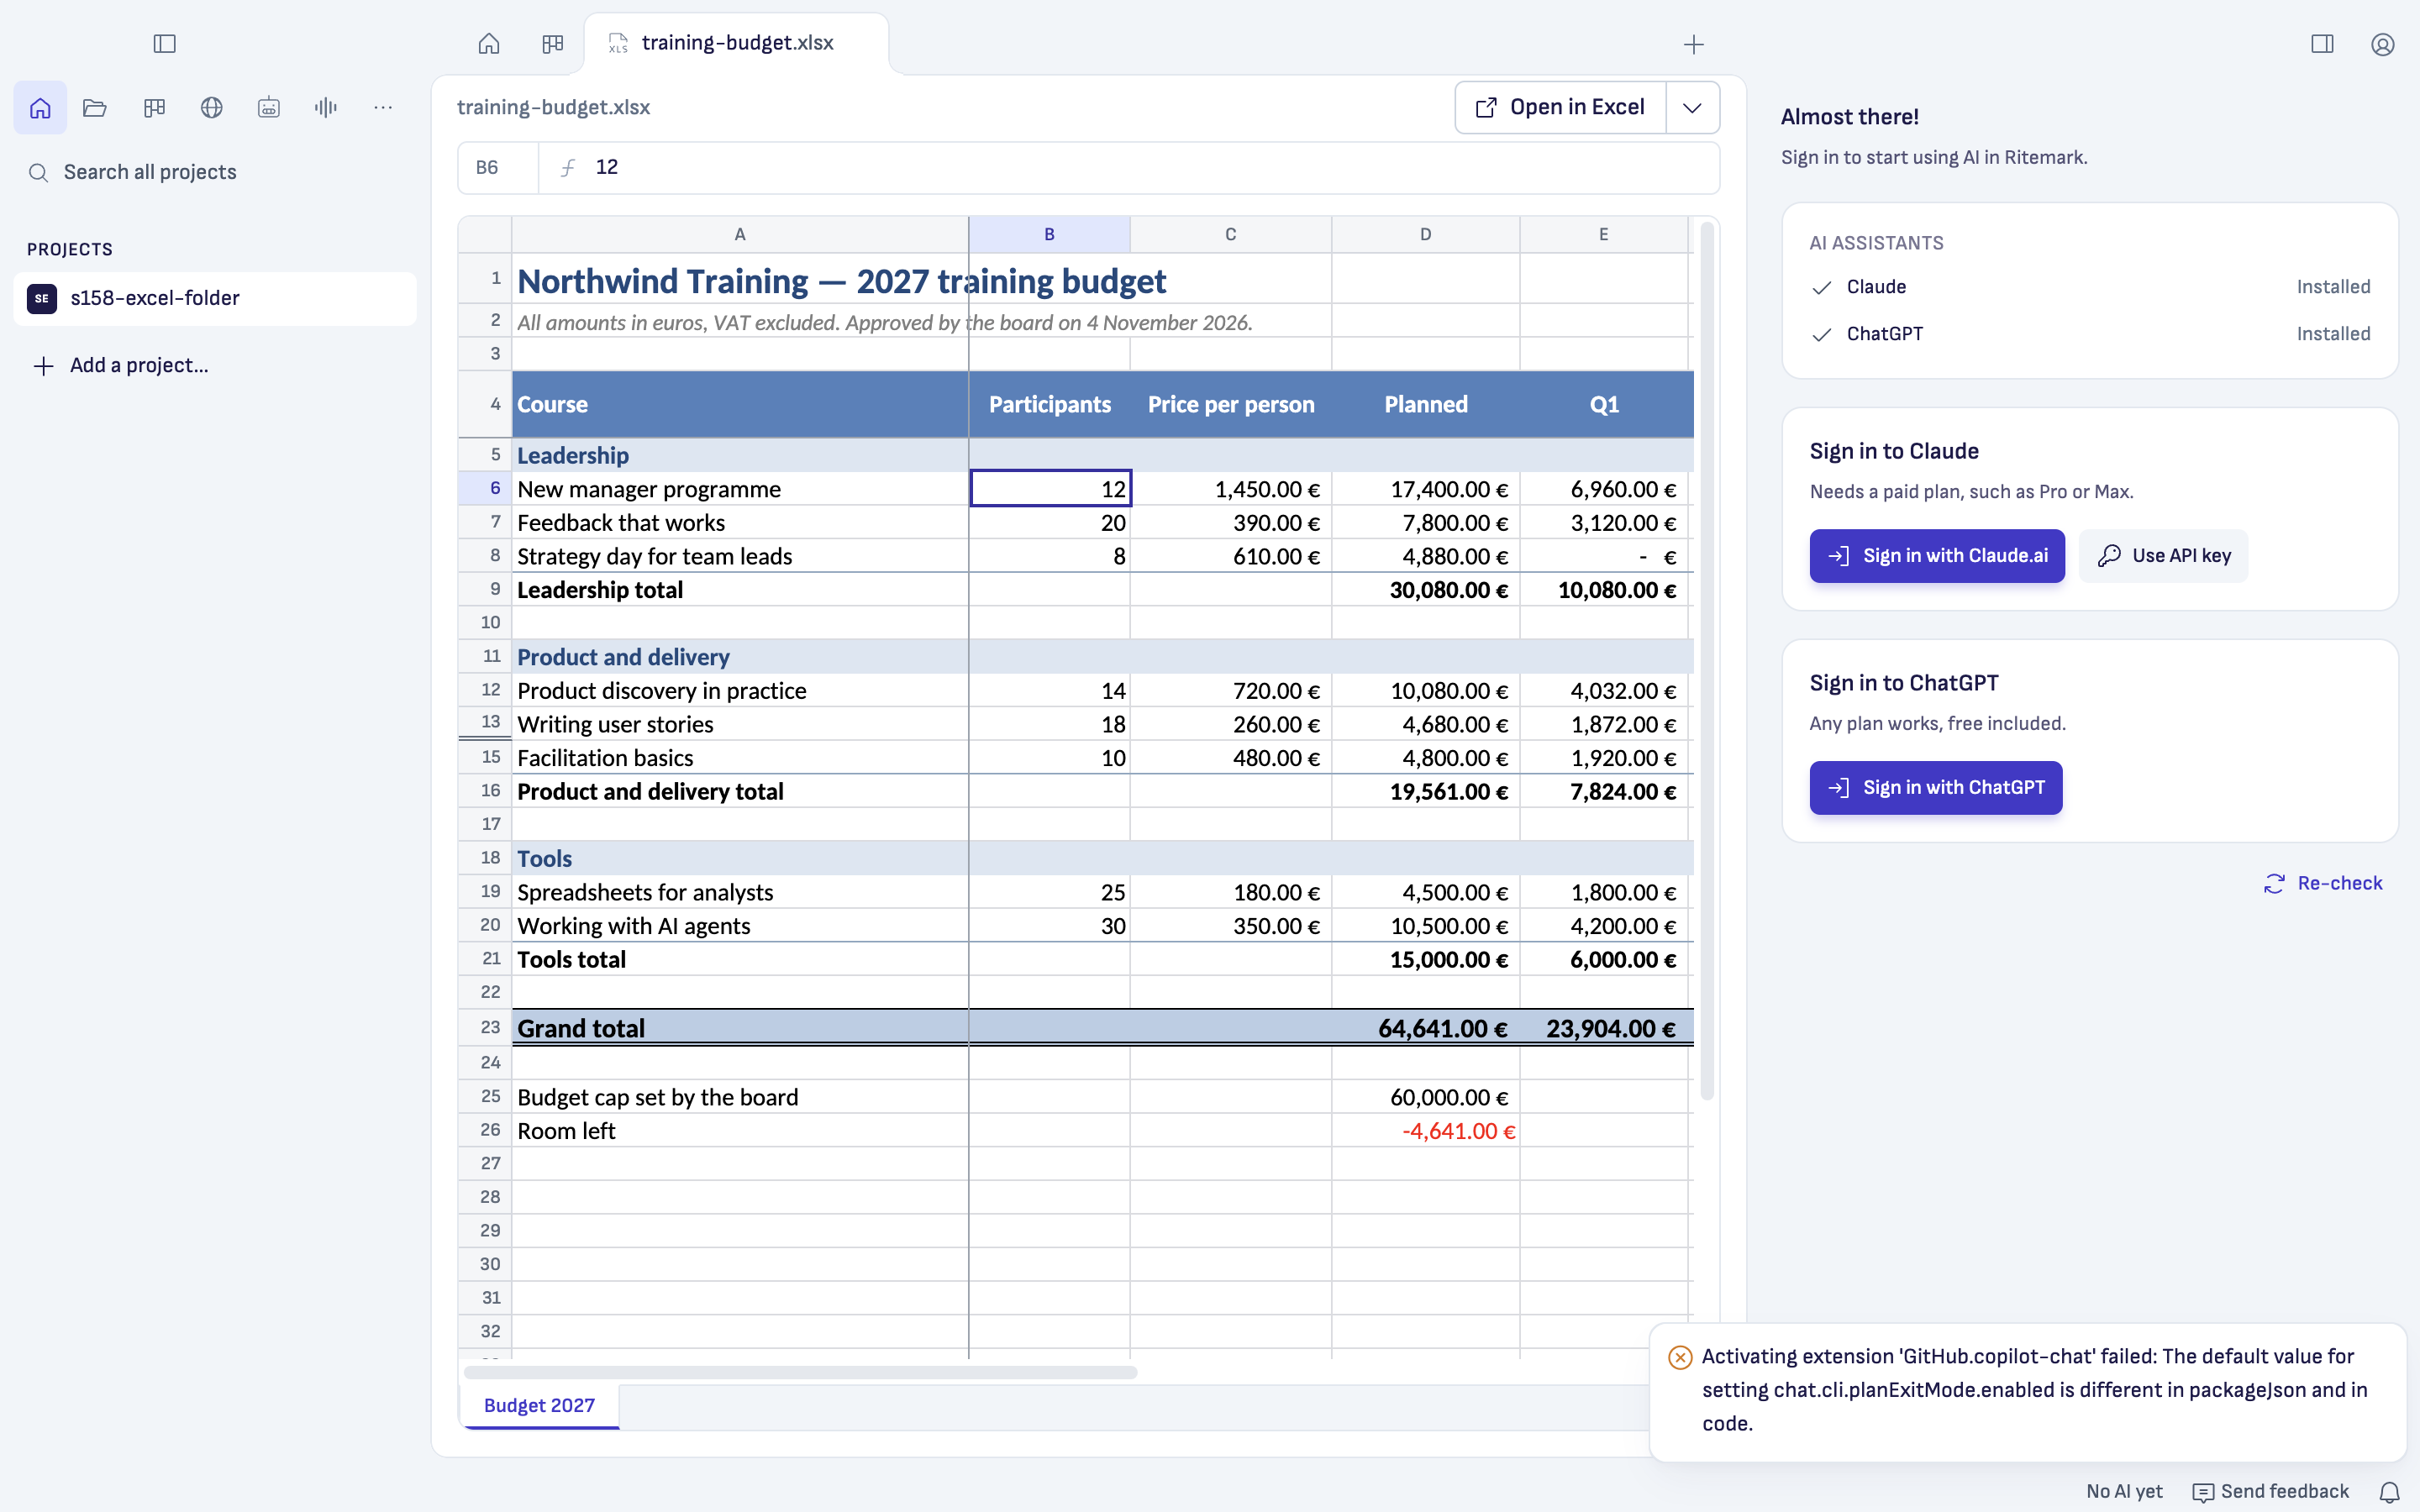 training-budget.xlsx
Search all projects
PROJECTS
SE s158-excel-folder
Add a project...
training-budget.xlsx
Open in Excel
B6 12
A B C D E
1 Northwind Training — 2027 training budget
2 All amounts in euros, VAT excluded. Approved by the board on 4 November 2026.
3
4 Course Participants Price per person Planned Q1
5 Leadership
6 New manager programme 12 1,450.00 € 17,400.00 € 6,960.00 €
7 Feedback that works 20 390.00 € 7,800.00 € 3,120.00 €
8 Strategy day for team leads 8 610.00 € 4,880.00 € - €
9 Leadership total 30,080.00 € 10,080.00 €
10
11 Product and delivery
12 Product discovery in practice 14 720.00 € 10,080.00 € 4,032.00 €
13 Writing user stories 18 260.00 € 4,680.00 € 1,872.00 €
15 Facilitation basics 10 480.00 € 4,800.00 € 1,920.00 €
16 Product and delivery total 19,561.00 € 7,824.00 €
17
18 Tools
19 Spreadsheets for analysts 25 180.00 € 4,500.00 € 1,800.00 €
20 Working with AI agents 30 350.00 € 10,500.00 € 4,200.00 €
21 Tools total 15,000.00 € 6,000.00 €
22
23 Grand total 64,641.00 € 23,904.00 €
24
25 Budget cap set by the board 60,000.00 €
26 Room left -4,641.00 €
27
28
29
30
31
32
Budget 2027
Almost there!
Sign in to start using AI in Ritemark.
AI ASSISTANTS
Claude Installed
ChatGPT Installed
Sign in to Claude
Needs a paid plan, such as Pro or Max.
Sign in with Claude.ai Use API key
Sign in to ChatGPT
Any plan works, free included.
Sign in with ChatGPT
Re-check
Activating extension 'GitHub.copilot-chat' failed: The default value for
setting chat.cli.planExitMode.enabled is different in packageJson and in
code.
No AI yet Send feedback